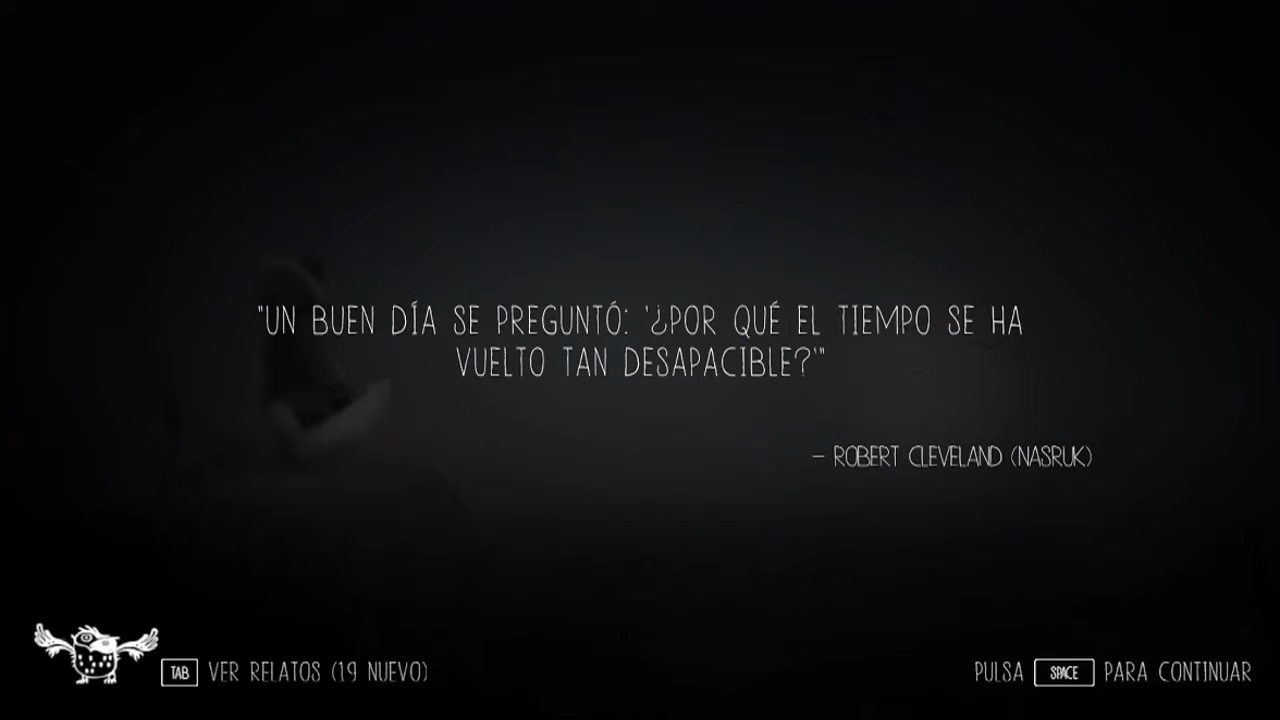 "UN BUEN DÍA SE PREGUNTÓ: '¿POR QUÉ EL TIEMPO SE HA
VUELTO TAN DESAPACIBLE?'"
– ROBERT CLEVELAND (NASRUK)
TAB VER RELATOS (19 NUEVO)
PULSA SPACE PARA CONTINUAR